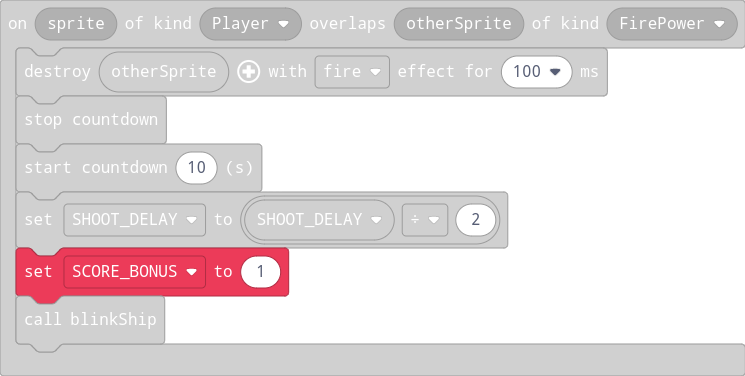 on sprite of kind Player overlaps otherSprite of kind FirePower
destroy otherSprite with fire effect for 100 ms
stop countdown
start countdown 10 (s)
set SHOOT_DELAY to SHOOT_DELAY ÷ 2
set SCORE_BONUS to 1
call blinkShip